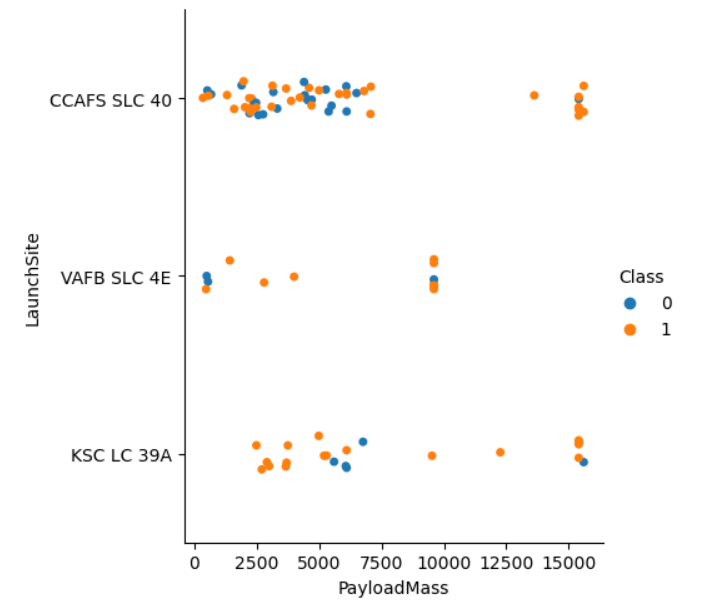 LaunchSite
CCAFS SLC 40
VAFB SLC 4E
KSC LC 39A
0 2500 5000 7500 10000 12500 15000
PayloadMass
Class
0
1